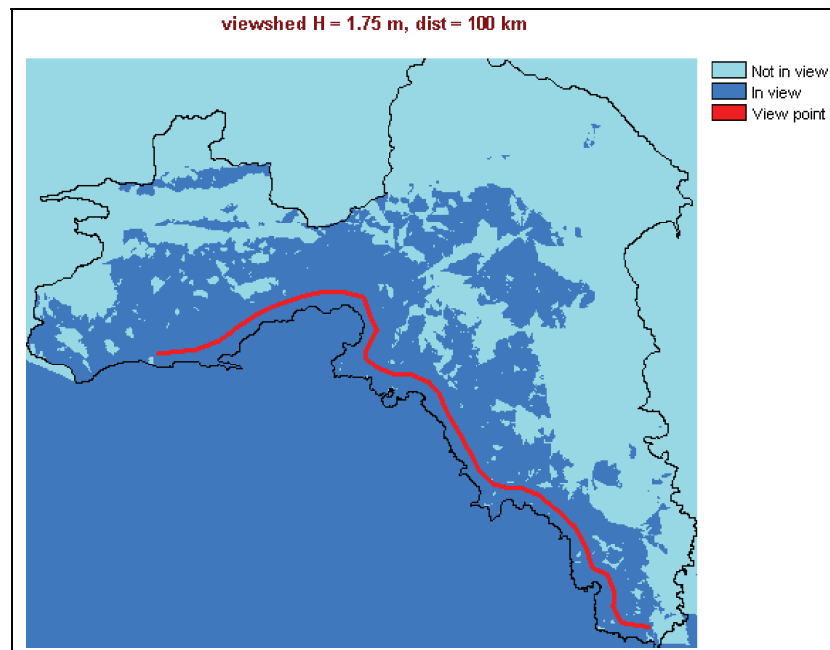 viewshed H = 1.75 m, dist = 100 km
Not in view
In view
View point